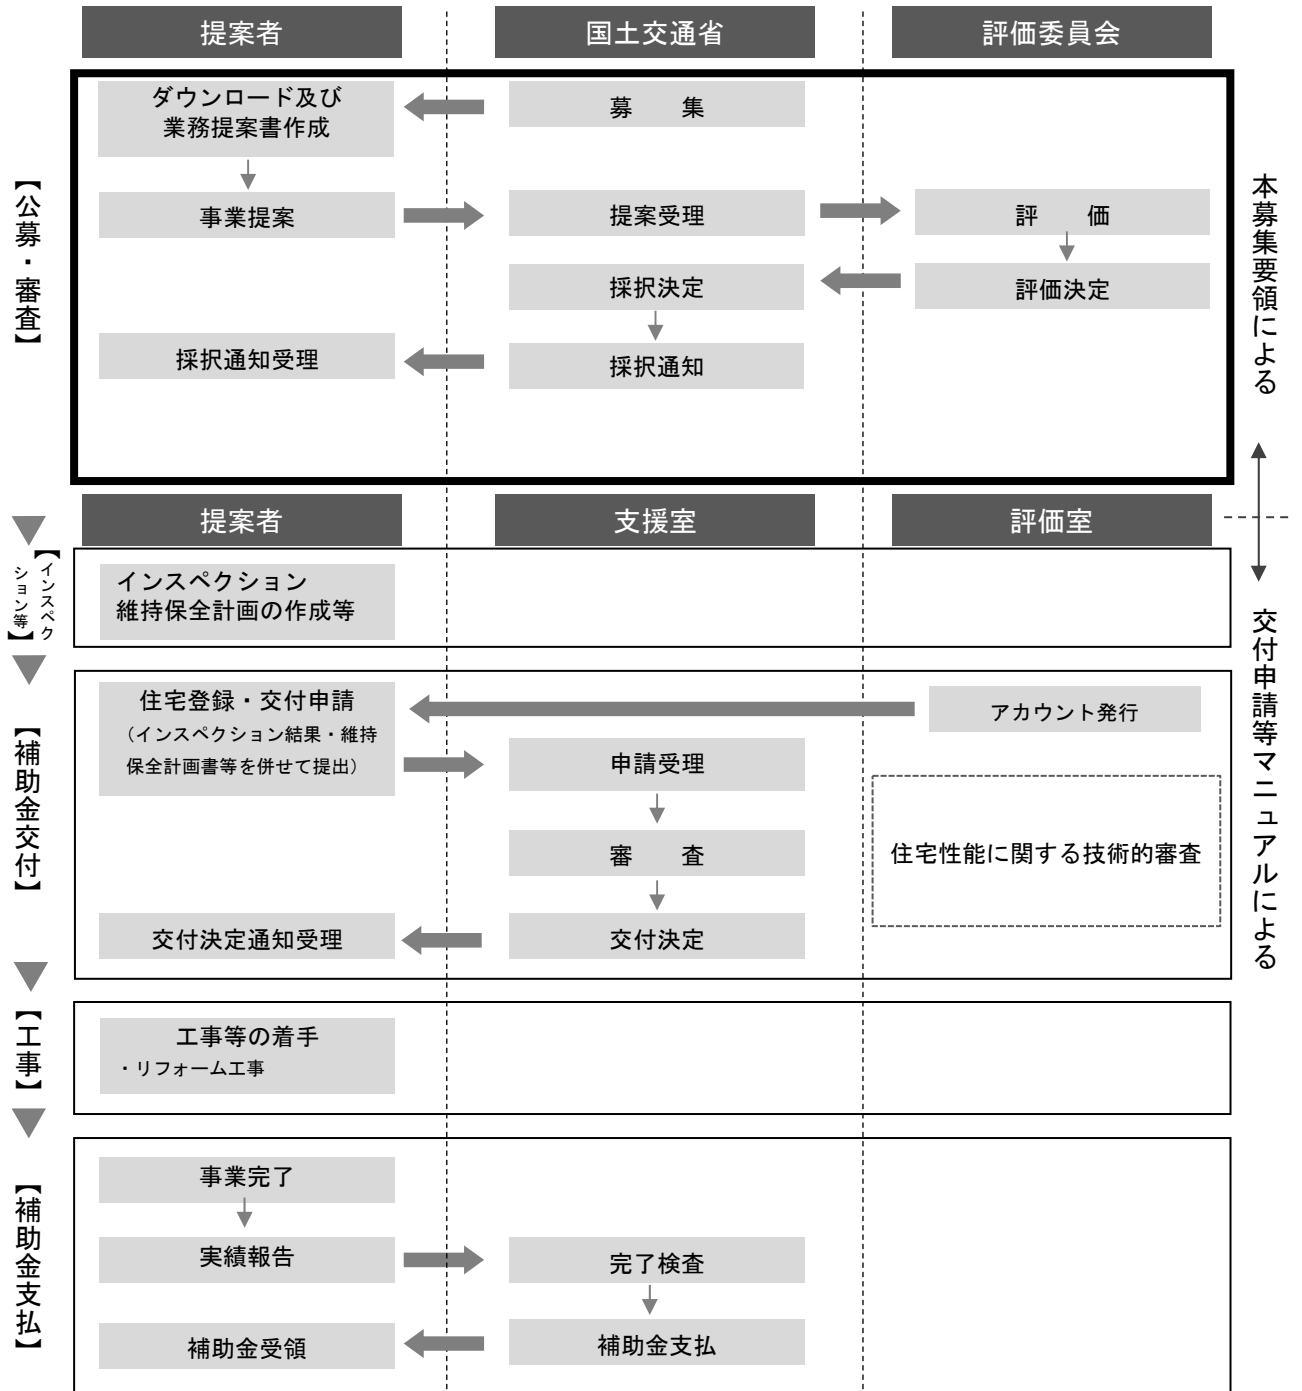 提案者
国土交通省
評価委員会
【公募・審査】
ダウンロード及び
業務提案書作成
募　　集
事業提案
提案受理
評　　価
採択決定
評価決定
採択通知受理
採択通知
本募集要領による
提案者
支援室
評価室
【インスペク
ション等】
インスペクション
維持保全計画の作成等
交付申請等マニュアルによる
【補助金交付】
住宅登録・交付申請
（インスペクション結果・維持
保全計画書等を併せて提出）
アカウント発行
申請受理
審　　査
住宅性能に関する技術的審査
交付決定通知受理
交付決定
【工事】
工事等の着手
・リフォーム工事
【補助金支払】
事業完了
実績報告
完了検査
補助金受領
補助金支払